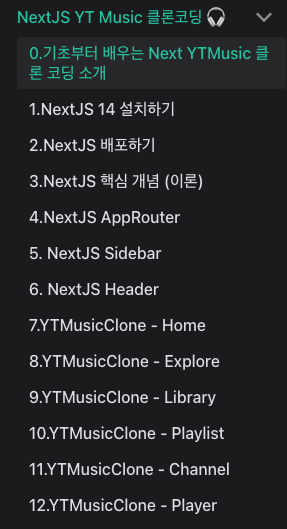 NextJS YT Music 클론코딩 🎧
0.기초부터 배우는 Next YTMusic 클
론 코딩 소개
1.NextJS 14 설치하기
2.NextJS 배포하기
3.NextJS 핵심 개념 (이론)
4.NextJS AppRouter
5. NextJS Sidebar
6. NextJS Header
7.YTMusicClone - Home
8.YTMusicClone - Explore
9.YTMusicClone - Library
10.YTMusicClone - Playlist
11.YTMusicClone - Channel
12.YTMusicClone - Player